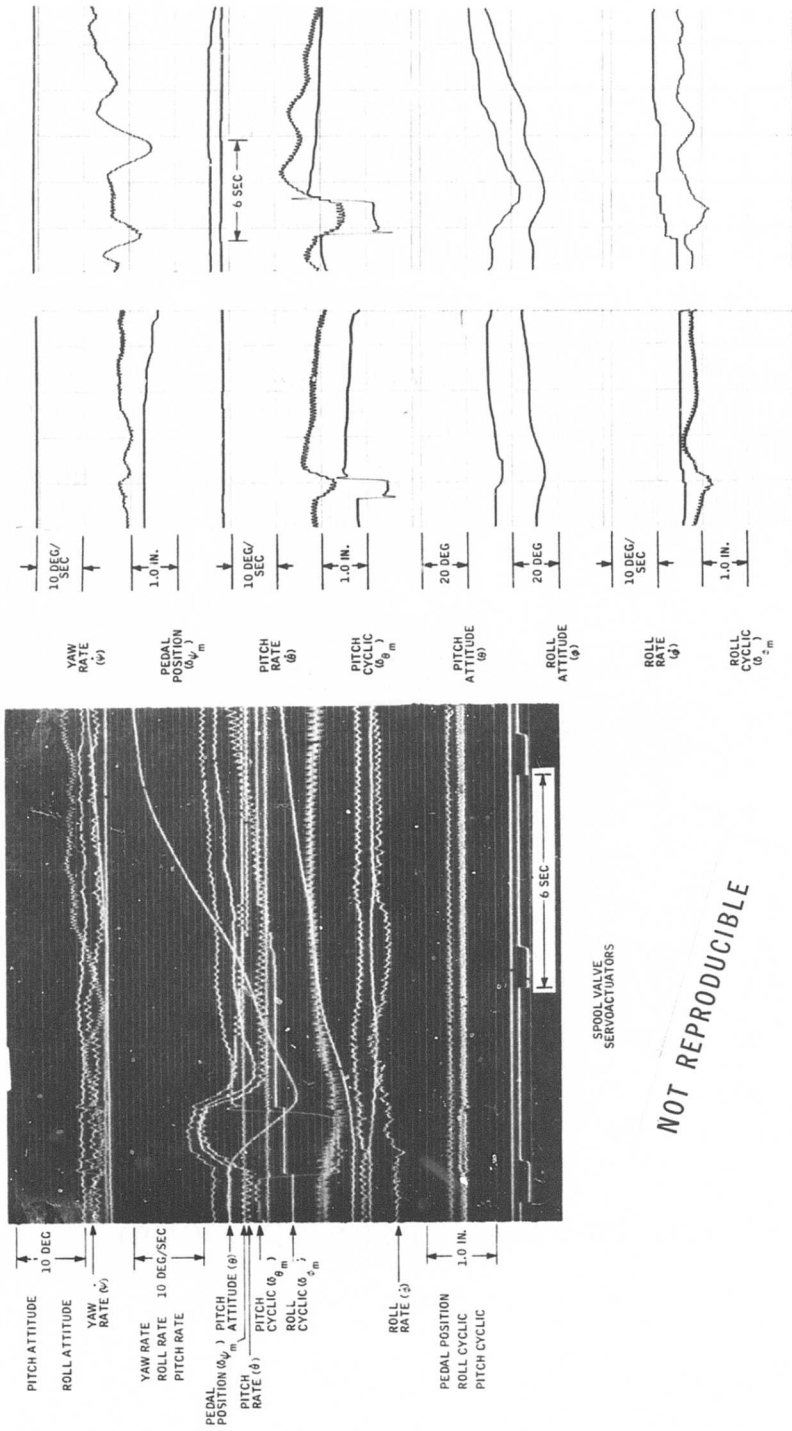 10 DEG/
SEC
YAW
RATE (ψ̇)
1.0 IN.
PEDAL
POSITION
(δψm)
10 DEG/
SEC
PITCH
RATE
(θ̇)
1.0 IN.
PITCH
CYCLIC
(δθm)
20 DEG
PITCH
ATTITUDE
(θ)
20 DEG
ROLL
ATTITUDE
(φ)
10 DEG/
SEC
ROLL
RATE
(φ̇)
1.0 IN.
ROLL
CYCLIC
(δφm)
6 SEC
PITCH ATTITUDE
ROLL ATTITUDE
10 DEG
YAW
RATE (ψ̇)
YAW RATE
ROLL RATE
PITCH RATE
10 DEG/SEC
PEDAL
POSITION (δψm)
PITCH
ATTITUDE (θ)
PITCH
RATE (θ̇)
PITCH
CYCLIC (δθm)
ROLL
CYCLIC (δφm)
ROLL
RATE (φ̇)
PEDAL POSITION
ROLL CYCLIC
PITCH CYCLIC
1.0 IN.
6 SEC
SPOOL VALVE
SERVOACTUATORS
NOT REPRODUCIBLE